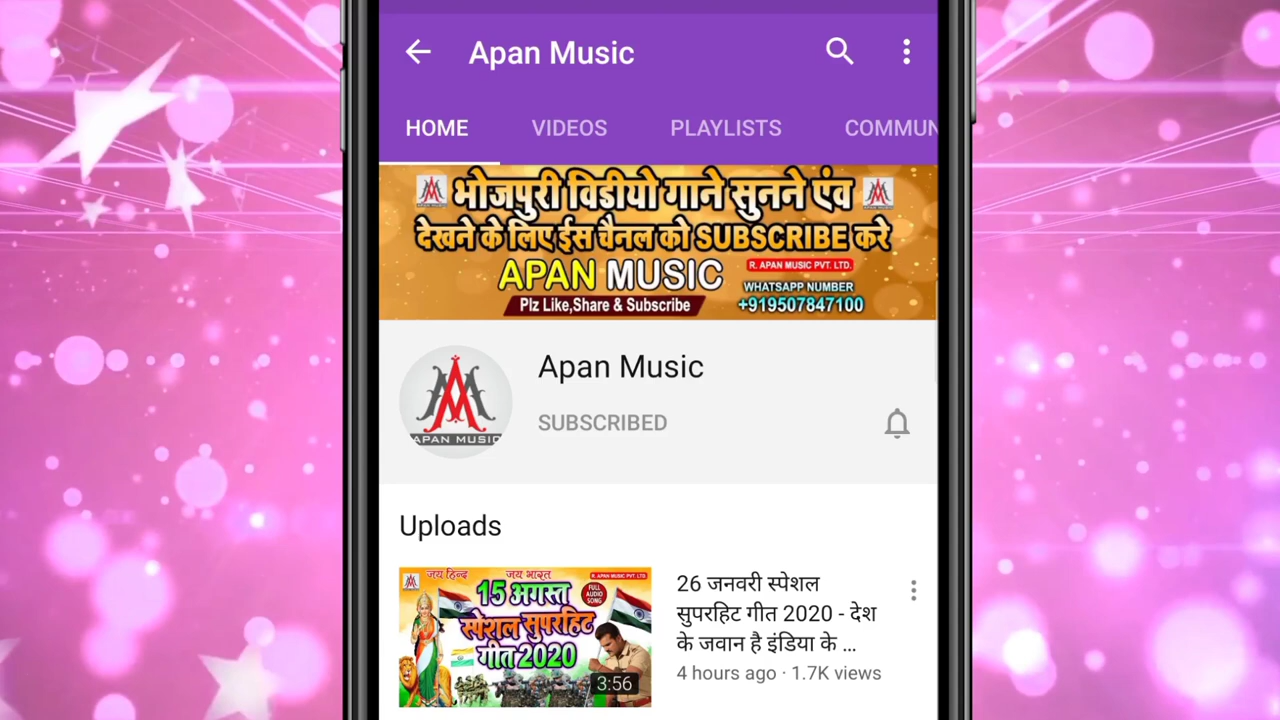 Apan Music
HOME VIDEOS PLAYLISTS COMMUN
भोजपुरी विडीयो गाने सुनने एंव
देखने के लिए ईस चैनल को SUBSCRIBE करे
APAN MUSIC
R. APAN MUSIC PVT. LTD.
WHATSAPP NUMBER
Plz Like,Share & Subscribe
+919507847100
Apan Music
SUBSCRIBED
APAN MUSIC
Uploads
जय हिन्द जय भारत
R. APAN MUSIC PVT. LTD
15 अगस्त
FULL
AUDIO
SONG
स्पेशल सुपरहिट
गीत 2020
3:56
26 जनवरी स्पेशल
सुपरहिट गीत 2020 - देश
के जवान है इंडिया के ...
4 hours ago · 1.7K views